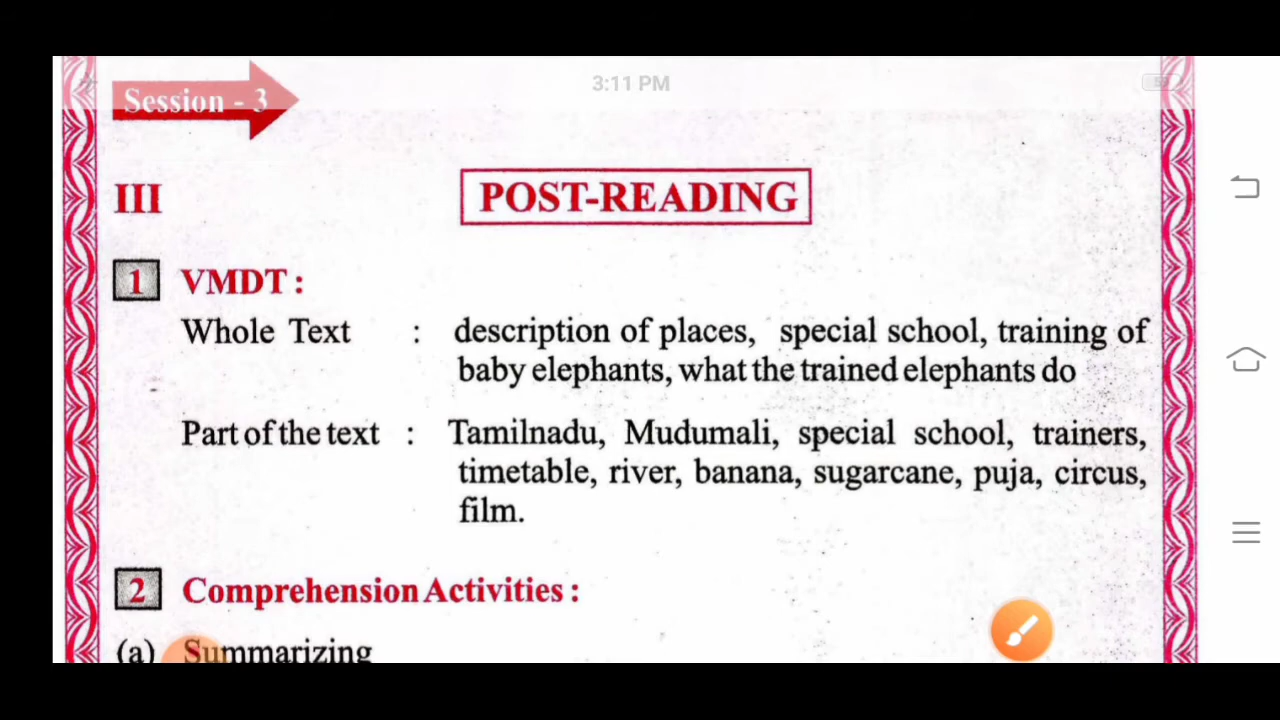 3:11 PM
Session - 3
III POST-READING
1 VMDT :
Whole Text : description of places, special school, training of
baby elephants, what the trained elephants do
Part of the text : Tamilnadu, Mudumali, special school, trainers,
timetable, river, banana, sugarcane, puja, circus,
film.
2 Comprehension Activities :
(a) Summarizing